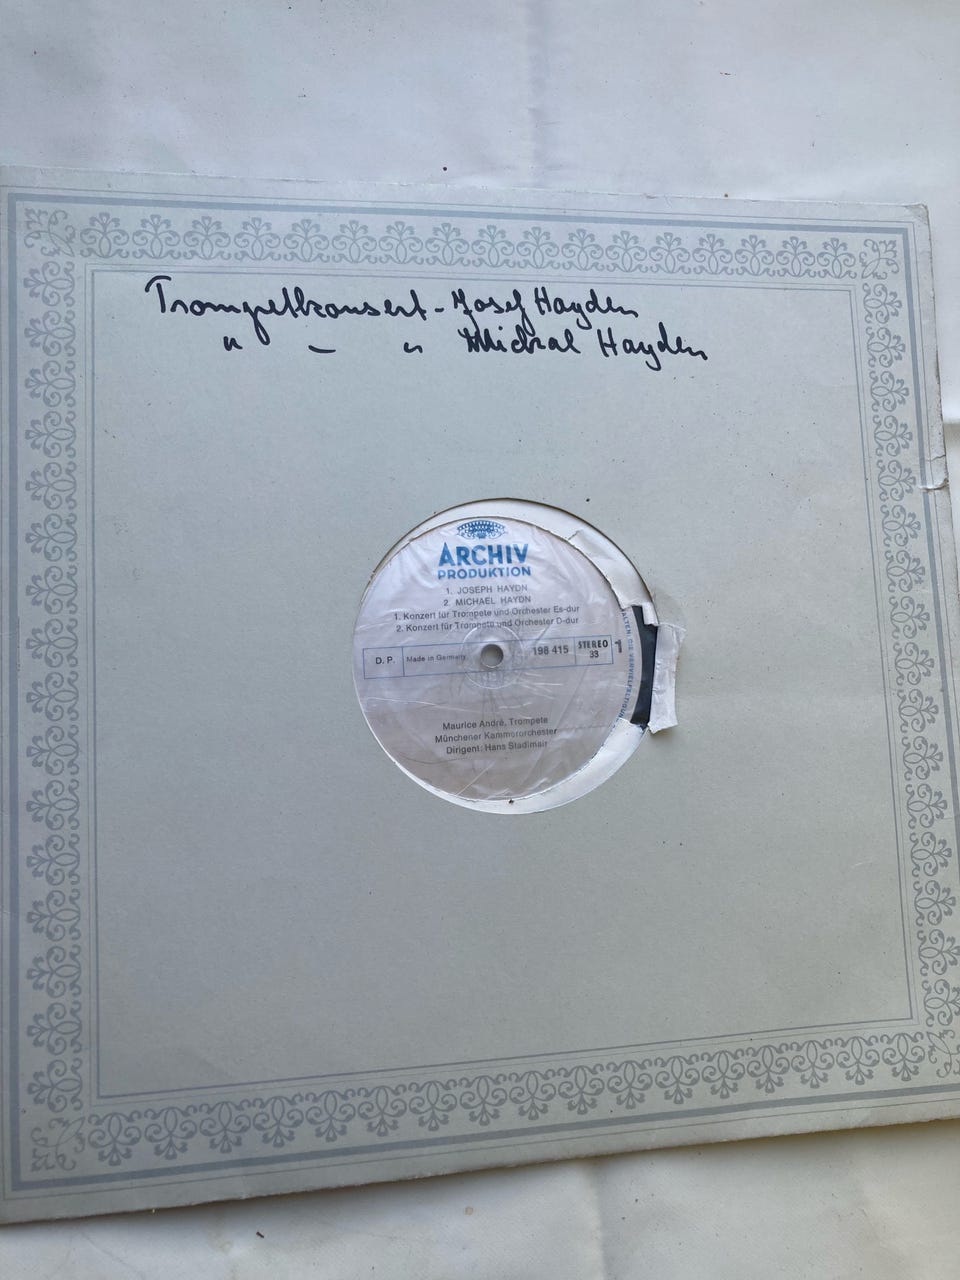 Trompetkonsert - Josef Hayden
" - " Michal Hayden
ARCHIV
PRODUKTION
1. JOSEPH HAYDN
2. MICHAEL HAYDN
1. Konzert für Trompete und Orchester Es-dur
2. Konzert für Trompete und Orchester D-dur
D.P. Made in Germany 198 415 STEREO 33 1
Maurice André, Trompete
Münchener Kammerorchester
Dirigent: Hans Stadlmair